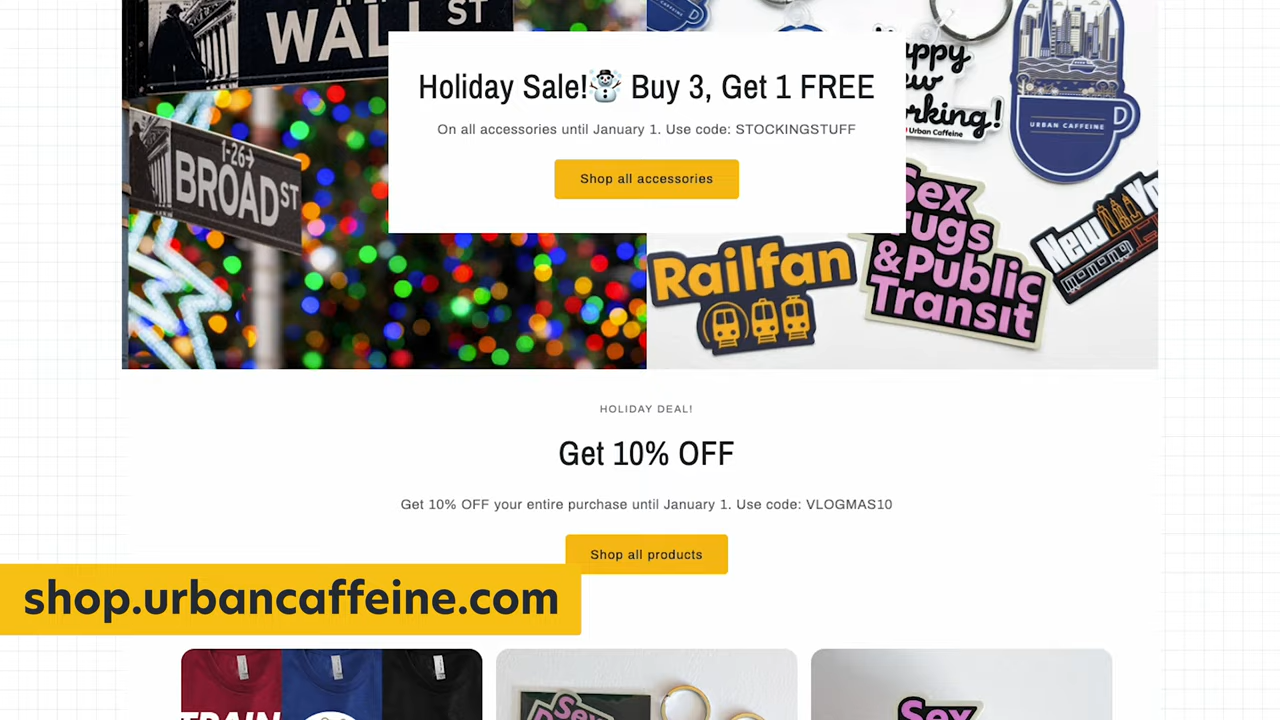 WALL ST
1-26→
BROAD ST
Holiday Sale!☃️ Buy 3, Get 1 FREE
On all accessories until January 1. Use code: STOCKINGSTUFF
Shop all accessories
URBAN CAFFEINE
Urban Caffeine
Railfan
Sex
&Public
Transit
New
HOLIDAY DEAL!
Get 10% OFF
Get 10% OFF your entire purchase until January 1. Use code: VLOGMAS10
Shop all products
shop.urbancaffeine.com
TRAIN
Sex
Sex